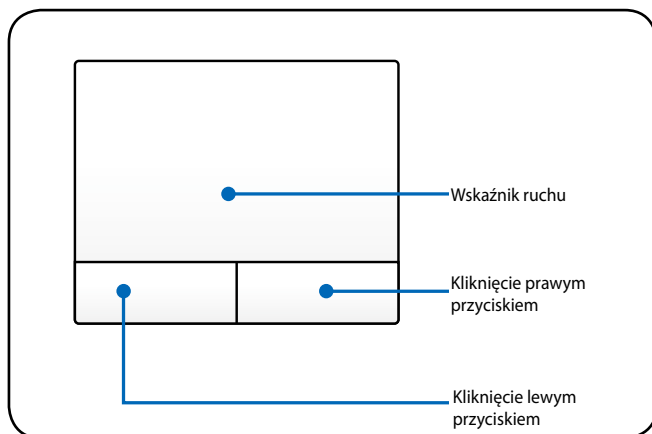 Wskaźnik ruchu
Kliknięcie prawym
przyciskiem
Kliknięcie lewym
przyciskiem